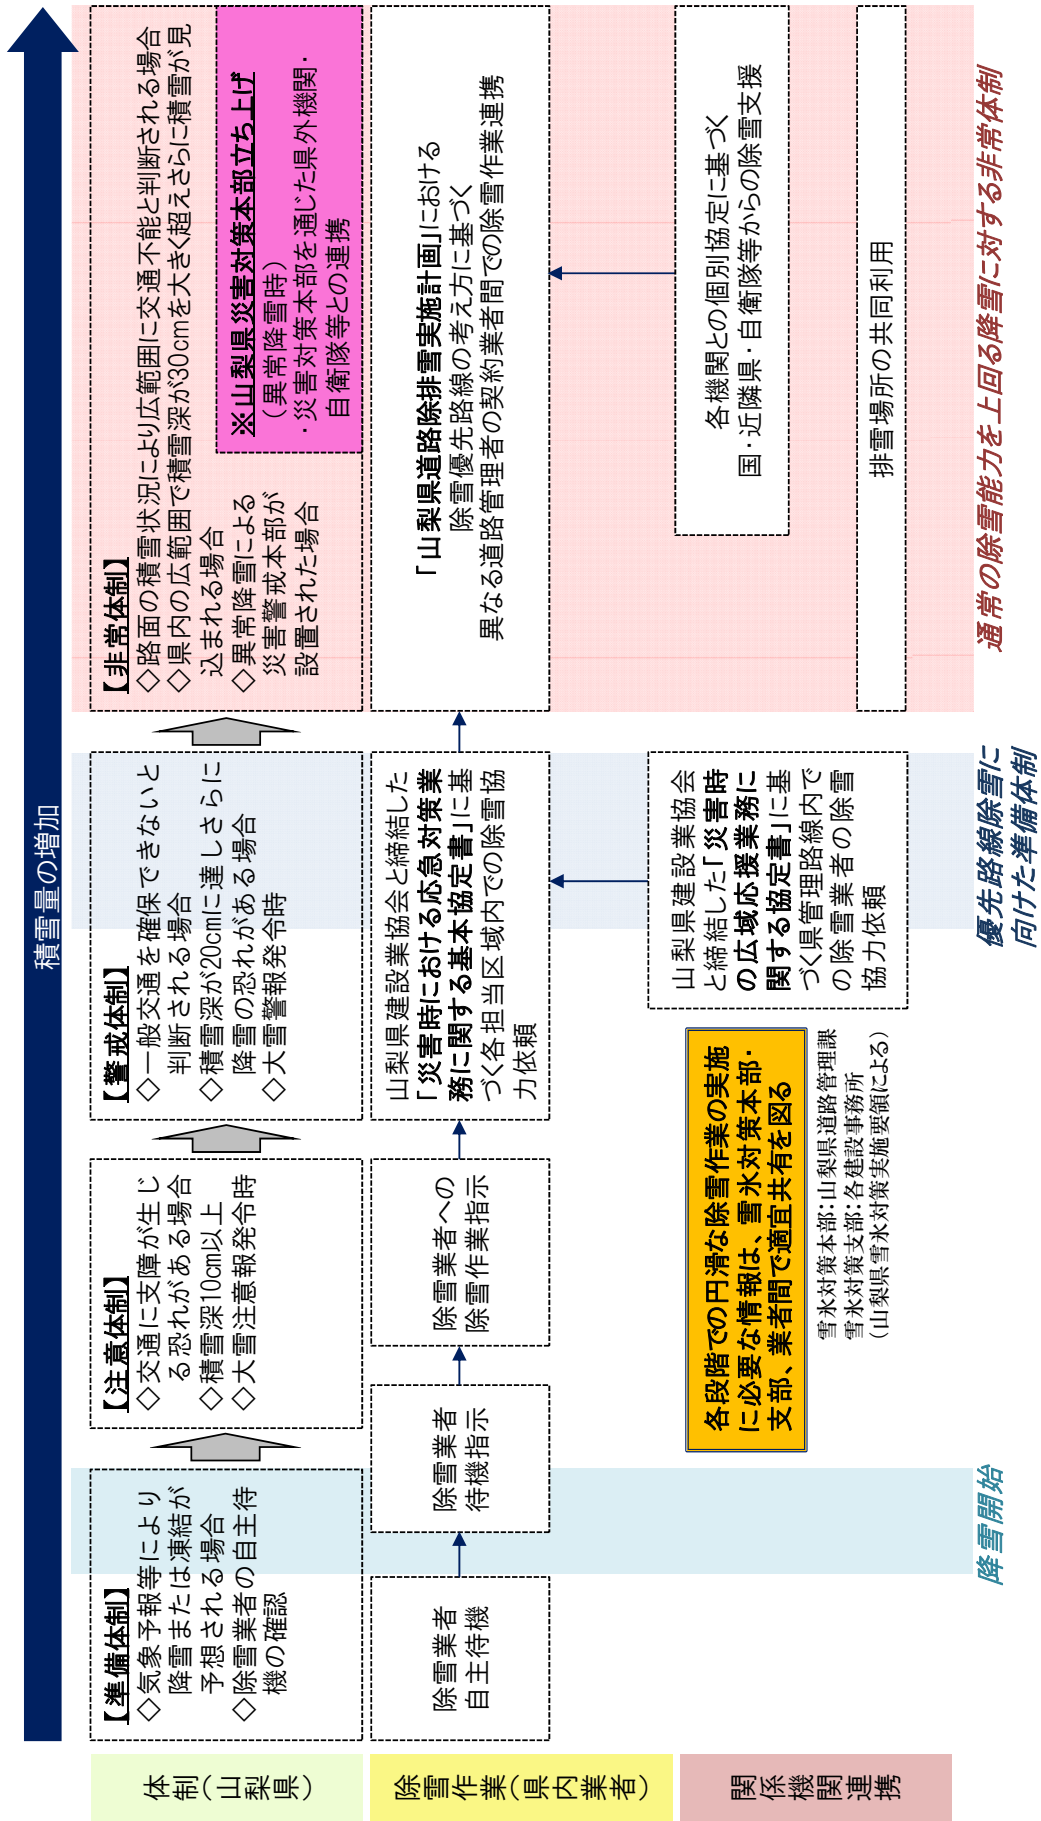 積雪量の増加
体制(山梨県)
【準備体制】
◇気象予報等により
降雪または凍結が
予想される場合
◇除雪業者の自主待
機の確認
【注意体制】
◇交通に支障が生じ
る恐れがある場合
◇積雪深10cm以上
◇大雪注意報発令時
【警戒体制】
◇一般交通を確保できないと
判断される場合
◇積雪深が20cmに達しさらに
降雪の恐れがある場合
◇大雪警報発令時
【非常体制】
◇路面の積雪状況により広範囲に交通不能と判断される場合
◇県内の広範囲で積雪深が30cmを大きく超えさらに積雪が見
込まれる場合
◇異常降雪による
災害警戒本部が
設置された場合
※山梨県災害対策本部立ち上げ
(異常降雪時)
・災害対策本部を通じた県外機関・
自衛隊等との連携
除雪作業(県内業者)
除雪業者
自主待機
除雪業者
待機指示
除雪業者への
除雪作業指示
山梨県建設業協会と締結した
「災害時における応急対策業
務に関する基本協定書」に基
づく各担当区域内での除雪協
力依頼
「山梨県道路除排雪実施計画」における
除雪優先路線の考え方に基づく
異なる道路管理者の契約業者間での除雪作業連携
関係機関連携
各段階での円滑な除雪作業の実施
に必要な情報は、雪氷対策本部・
支部、業者間で適宜共有を図る
雪氷対策本部:山梨県道路管理課
雪氷対策支部:各建設事務所
(山梨県雪氷対策実施要領による)
山梨県建設業協会
と締結した「災害時
の広域応援業務に
関する協定書」に基
づく県管理路線内で
の除雪業者の除雪
協力依頼
各機関との個別協定に基づく
国・近隣県・自衛隊等からの除雪支援
排雪場所の共同利用
降雪開始
優先路線除雪に
向けた準備体制
通常の除雪能力を上回る降雪に対する非常体制